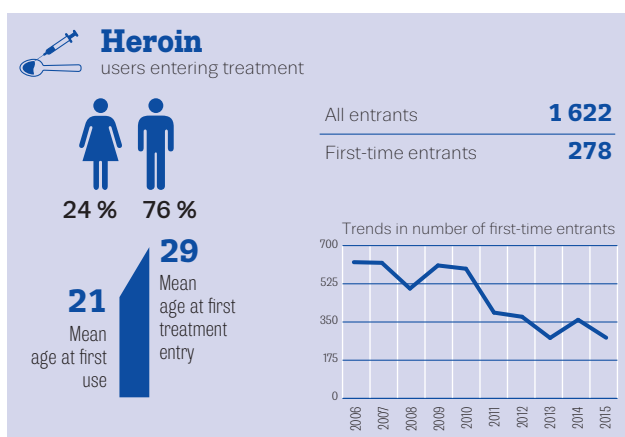 Heroin
users entering treatment
24 % 76 %
All entrants 1 622
First-time entrants 278
21
Mean
age at first
use
29
Mean
age at first
treatment
entry
Trends in number of first-time entrants
700
525
350
175
0
2006 2007 2008 2009 2010 2011 2012 2013 2014 2015